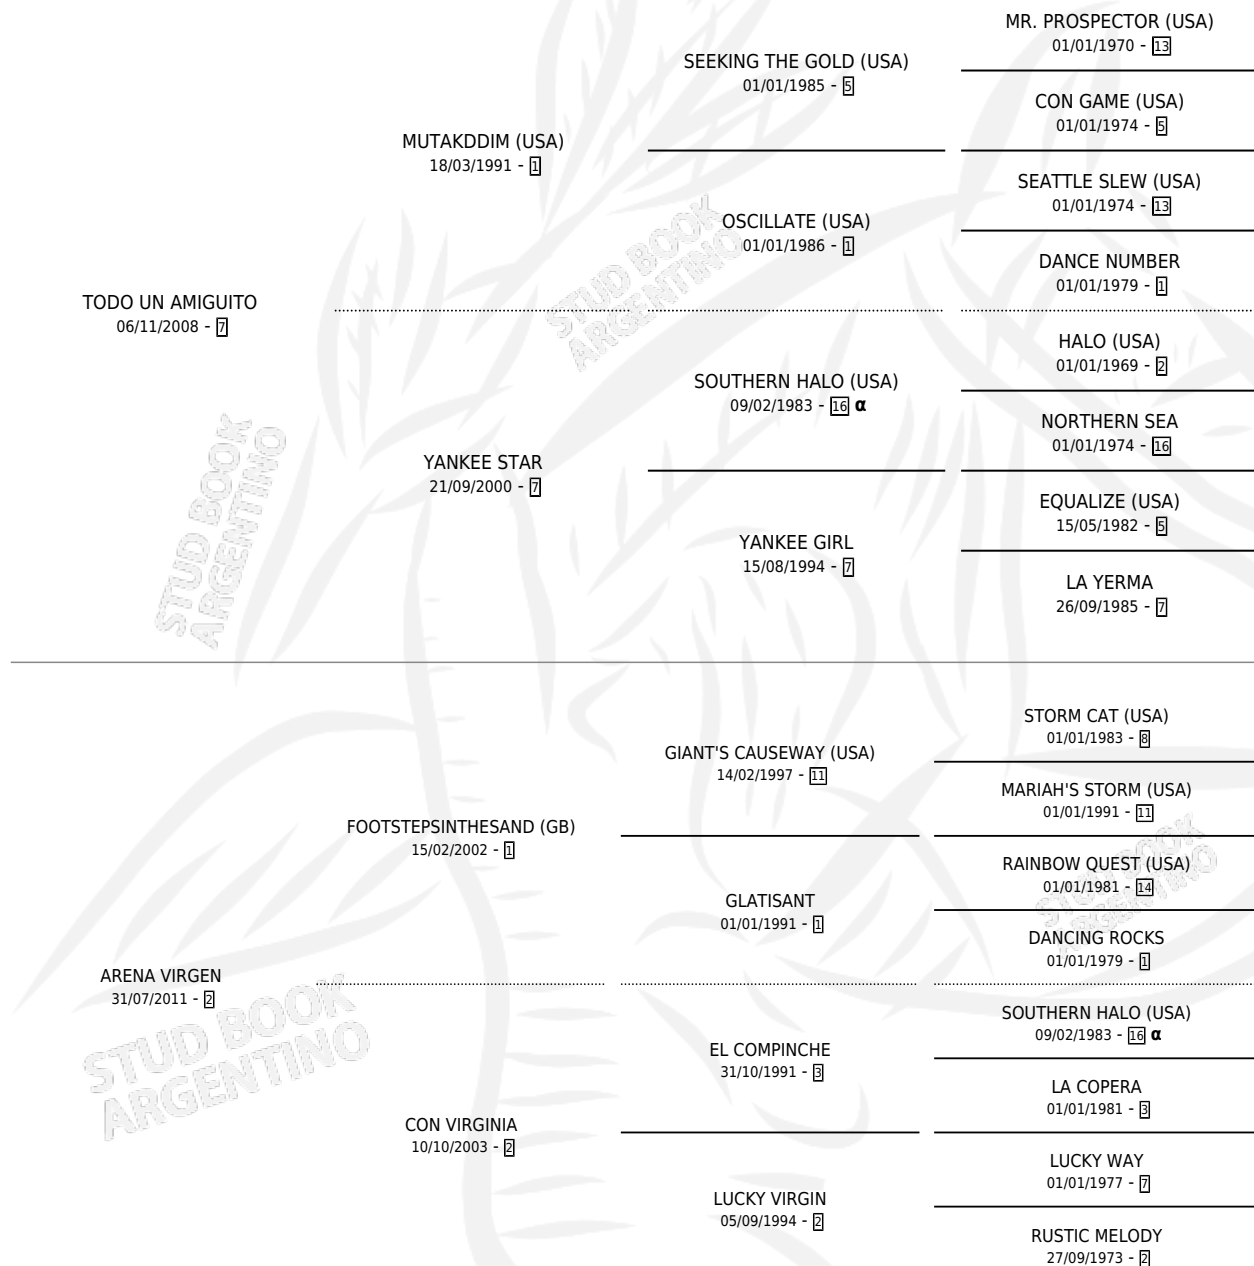 MR. PROSPECTOR (USA)
01/01/1970 - 13
SEEKING THE GOLD (USA)
01/01/1985 - 5
CON GAME (USA)
01/01/1974 - 5
MUTAKDDIM (USA)
18/03/1991 - 1
SEATTLE SLEW (USA)
01/01/1974 - 13
OSCILLATE (USA)
01/01/1986 - 1
DANCE NUMBER
01/01/1979 - 1
TODO UN AMIGUITO
06/11/2008 - 7
HALO (USA)
01/01/1969 - 2
SOUTHERN HALO (USA)
09/02/1983 - 16 α
NORTHERN SEA
01/01/1974 - 16
YANKEE STAR
21/09/2000 - 7
EQUALIZE (USA)
15/05/1982 - 5
YANKEE GIRL
15/08/1994 - 7
LA YERMA
26/09/1985 - 7
STORM CAT (USA)
01/01/1983 - 8
GIANT'S CAUSEWAY (USA)
14/02/1997 - 11
MARIAH'S STORM (USA)
01/01/1991 - 11
FOOTSTEPSINTHESAND (GB)
15/02/2002 - 1
RAINBOW QUEST (USA)
01/01/1981 - 14
GLATISANT
01/01/1991 - 1
DANCING ROCKS
01/01/1979 - 1
ARENA VIRGEN
31/07/2011 - 2
SOUTHERN HALO (USA)
09/02/1983 - 16 α
EL COMPINCHE
31/10/1991 - 3
LA COPERA
01/01/1981 - 3
CON VIRGINIA
10/10/2003 - 2
LUCKY WAY
01/01/1977 - 7
LUCKY VIRGIN
05/09/1994 - 2
RUSTIC MELODY
27/09/1973 - 2
STUD BOOK
ARGENTINO
STUD BOOK
ARGENTINO
STUD BOOK
ARGENTINO
STUD BOOK
ARGENTINO